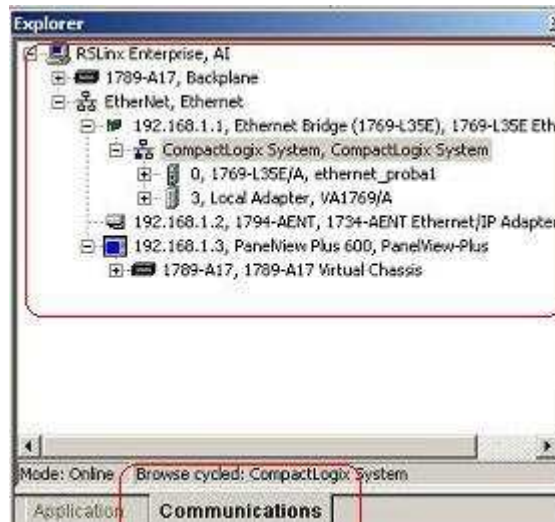 Explorer
RSLinx Enterprise, AI
1789-A17, Backplane
EtherNet, Ethernet
192.168.1.1, Ethernet Bridge (1769-L35E), 1769-L35E Eth
CompactLogix System, CompactLogix System
0, 1769-L35E/A, ethernet_proba1
3, Local Adapter, VA1769/A
192.168.1.2, 1794-AENT, 1734-AENT Ethernet/IP Adapter
192.168.1.3, PanelView Plus 600, PanelView-Plus
1789-A17, 1789-A17 Virtual Chassis
Mode: Online Browse cycled: CompactLogix System
Application Communications